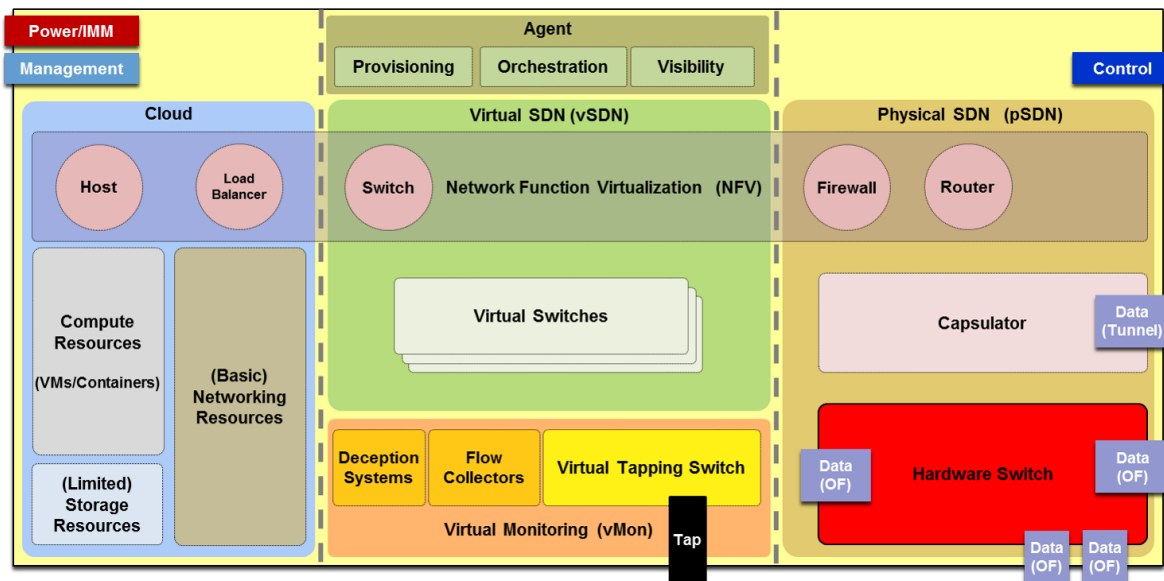 Power/IMM
Management
Agent
Provisioning
Orchestration
Visibility
Control
Cloud
Virtual SDN (vSDN)
Physical SDN (pSDN)
Host
Load
Balancer
Switch
Network Function Virtualization (NFV)
Firewall
Router
Compute
Resources
(VMs/Containers)
(Basic)
Networking
Resources
(Limited)
Storage
Resources
Virtual Switches
Deception
Systems
Flow
Collectors
Virtual Tapping Switch
Virtual Monitoring (vMon)
Tap
Capsulator
Data
(Tunnel)
Data
(OF)
Hardware Switch
Data
(OF)
Data
(OF)
Data
(OF)